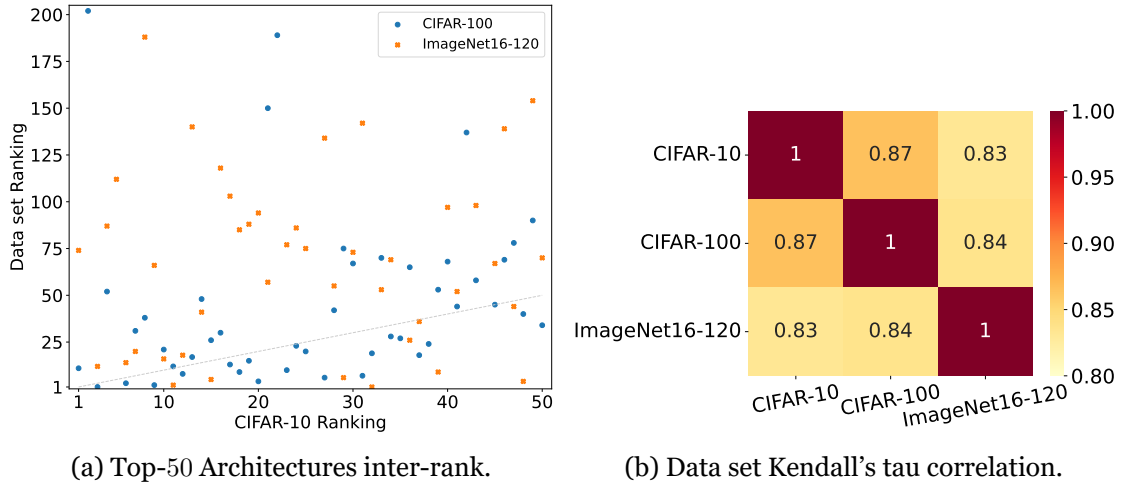 200
175
150
125
100
75
50
25
1
Data set Ranking
CIFAR-100
ImageNet16-120
1
10
20
30
40
50
CIFAR-10 Ranking
(a) Top-50 Architectures inter-rank.
CIFAR-10
1
0.87
0.83
CIFAR-100
0.87
1
0.84
ImageNet16-120
0.83
0.84
1
CIFAR-10
CIFAR-100
ImageNet16-120
1.00
0.95
0.90
0.85
0.80
(b) Data set Kendall's tau correlation.